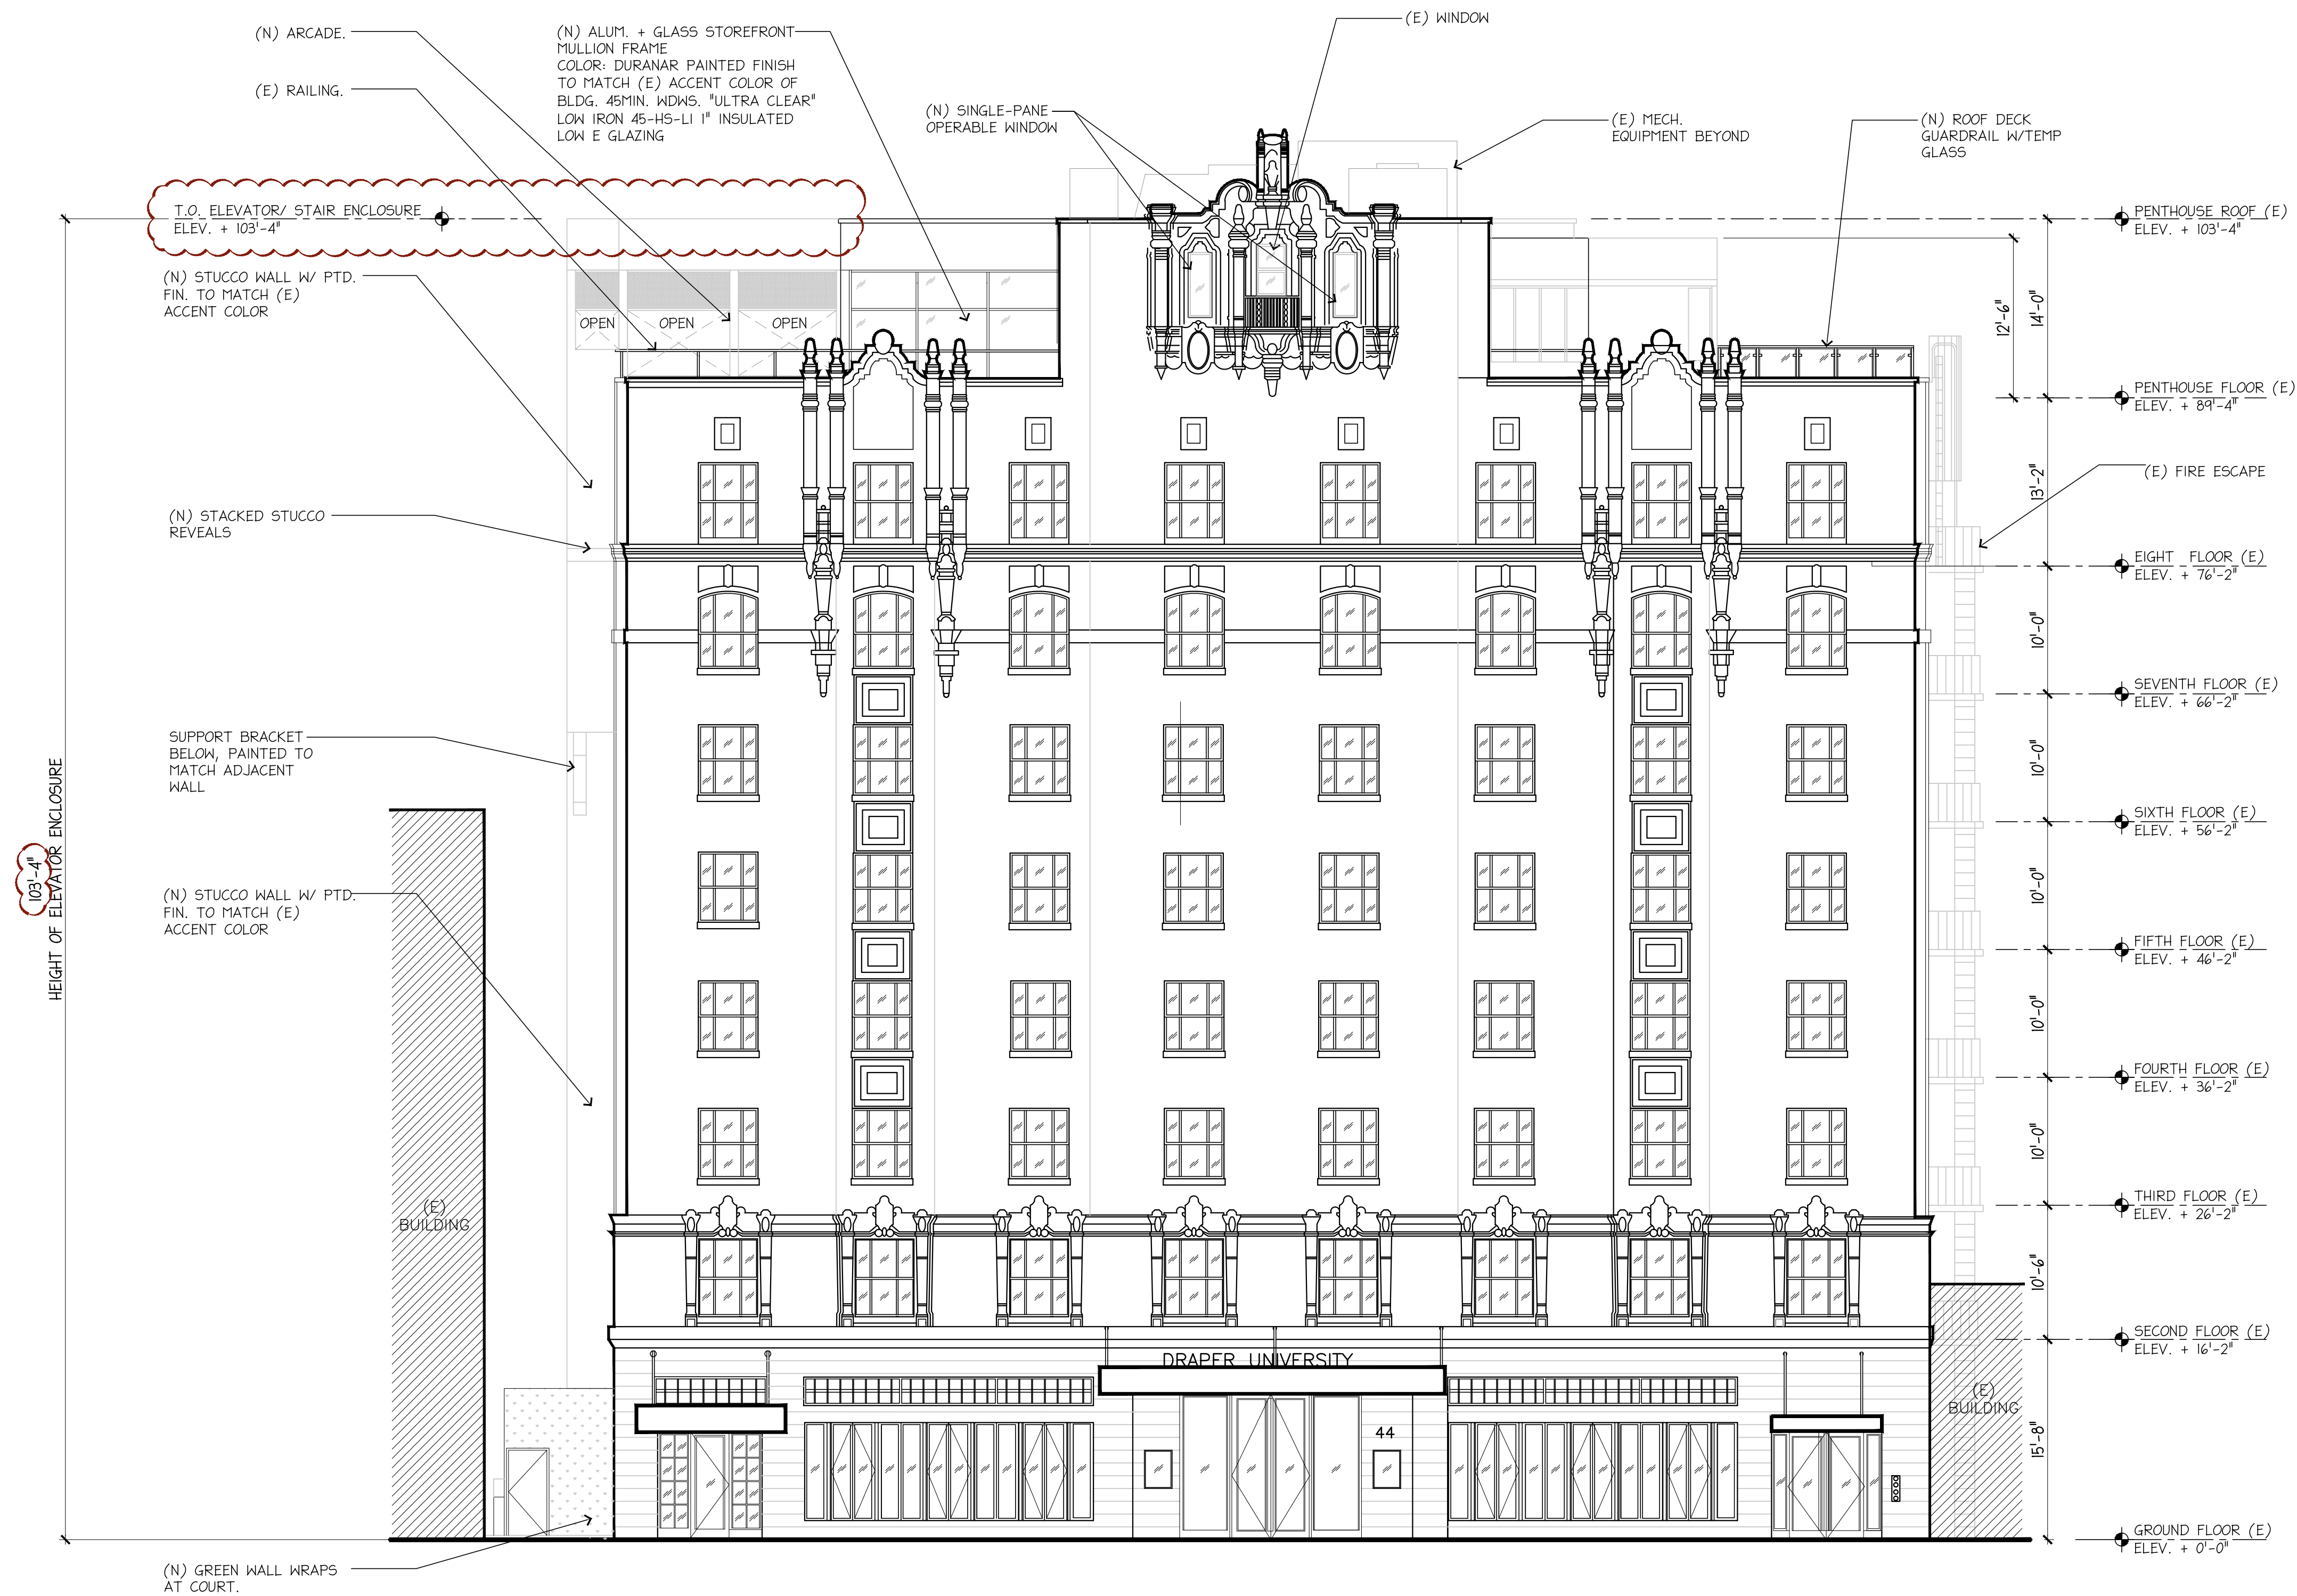 (E) WINDOW
(N) ARCADE.
(N) ALUM. + GLASS STOREFRONT
MULLION FRAME
COLOR: DURANAR PAINTED FINISH
TO MATCH (E) ACCENT COLOR OF
BLDG. 45MIN. WDWS. "ULTRA CLEAR"
LOW IRON 45-HS-LI 1" INSULATED
LOW E GLAZING
(E) RAILING.
(N) SINGLE-PANE
OPERABLE WINDOW
(E) MECH.
EQUIPMENT BEYOND
(N) ROOF DECK
GUARDRAIL W/TEMP
GLASS
T.O. ELEVATOR/ STAIR ENCLOSURE
ELEV. + 103'-4"
PENTHOUSE ROOF (E)
ELEV. + 103'-4"
(N) STUCCO WALL W/ PTD.
FIN. TO MATCH (E)
ACCENT COLOR
OPEN
OPEN
OPEN
12'-6"
14'-0"
PENTHOUSE FLOOR (E)
ELEV. + 89'-4"
13'-2"
(E) FIRE ESCAPE
(N) STACKED STUCCO
REVEALS
EIGHT FLOOR (E)
ELEV. + 76'-2"
10'-0"
SEVENTH FLOOR (E)
ELEV. + 66'-2"
SUPPORT BRACKET
BELOW, PAINTED TO
MATCH ADJACENT
WALL
10'-0"
SIXTH FLOOR (E)
ELEV. + 56'-2"
103'-4"
HEIGHT OF ELEVATOR ENCLOSURE
(N) STUCCO WALL W/ PTD.
FIN. TO MATCH (E)
ACCENT COLOR
10'-0"
FIFTH FLOOR (E)
ELEV. + 46'-2"
10'-0"
FOURTH FLOOR (E)
ELEV. + 36'-2"
10'-0"
THIRD FLOOR (E)
ELEV. + 26'-2"
(E)
BUILDING
10'-6"
SECOND FLOOR (E)
ELEV. + 16'-2"
DRAPER UNIVERSITY
(E)
BUILDING
44
15'-8"
GROUND FLOOR (E)
ELEV. + 0'-0"
(N) GREEN WALL WRAPS
AT COURT.